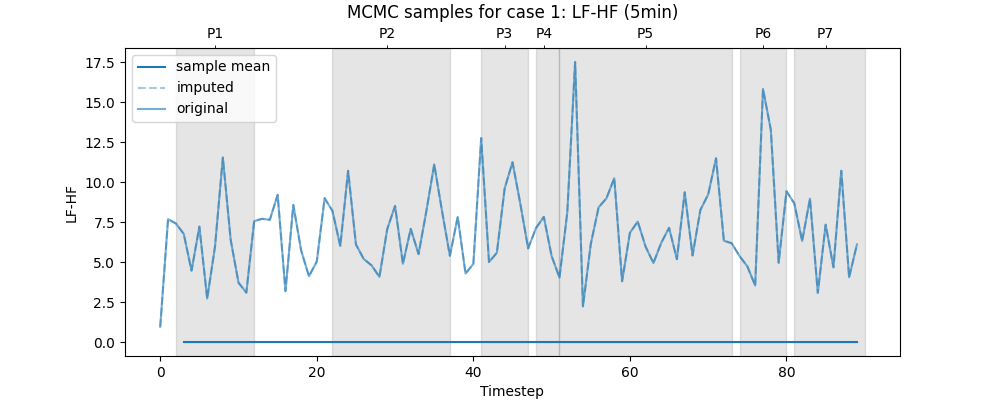 MCMC samples for case 1: LF-HF (5min)
P1 P2 P3 P4 P5 P6 P7
sample mean
imputed
original
17.5
15.0
12.5
10.0
7.5
5.0
2.5
0.0
LF-HF
0 20 40 60 80
Timestep